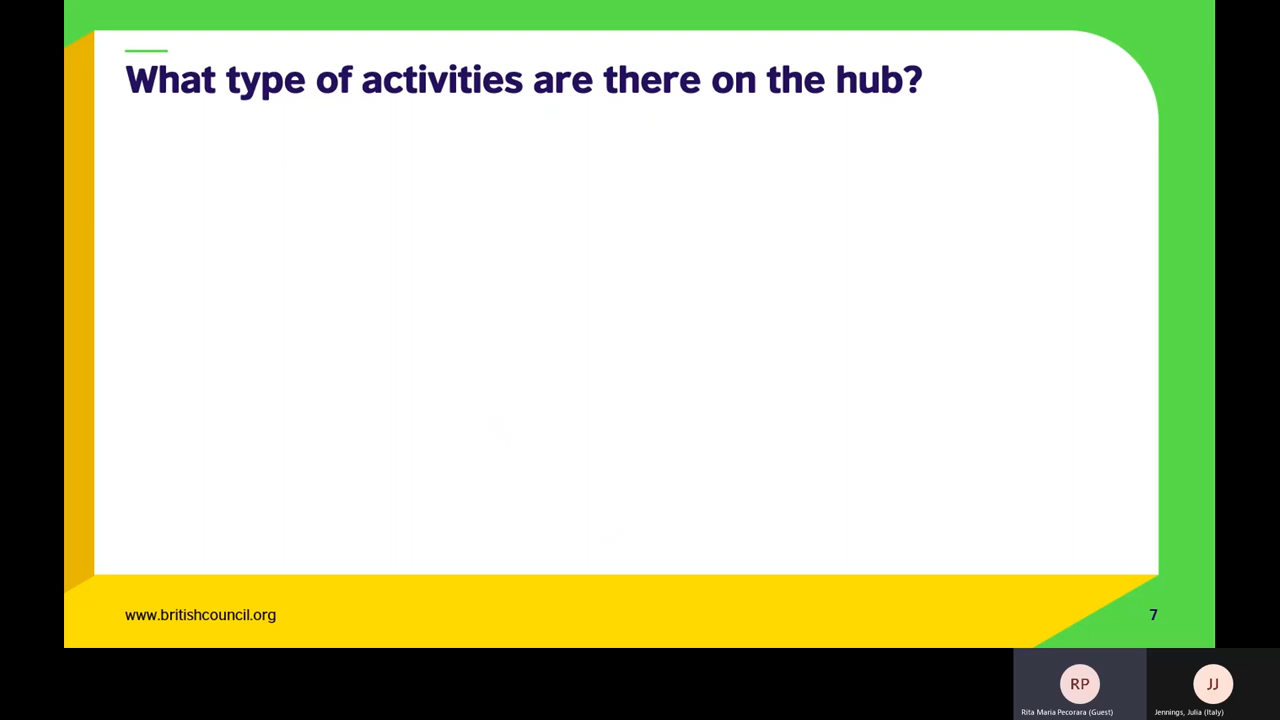 What type of activities are there on the hub?
www.britishcouncil.org
7
RP
JJ
Rita Maria Pecorara (Guest)
Jennings, Julia (Italy)